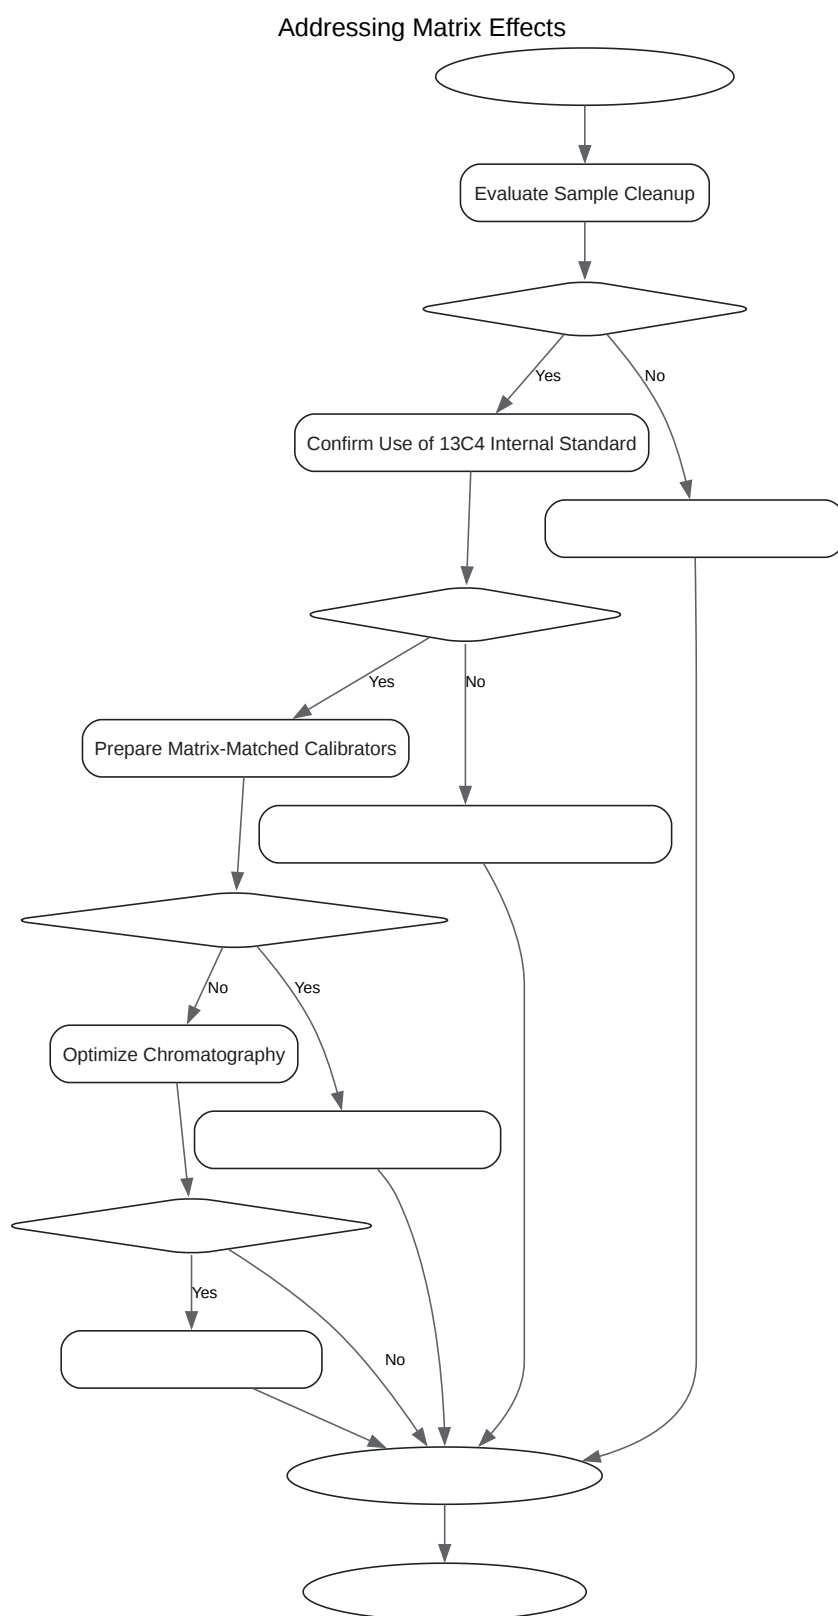 Addressing Matrix Effects
Evaluate Sample Cleanup
Yes
No
Confirm Use of 13C4 Internal Standard
Yes
No
Prepare Matrix-Matched Calibrators
No
Yes
Optimize Chromatography
Yes
No